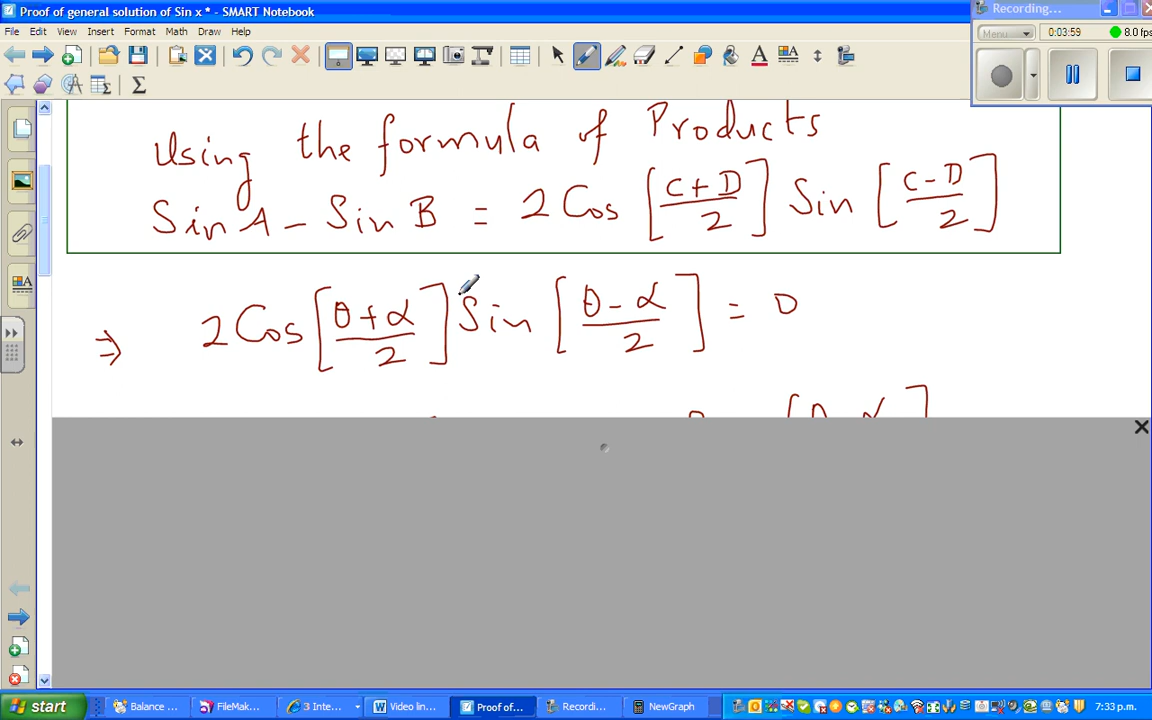 Proof of general solution of Sin x * - SMART Notebook
Recording...
File Edit View Insert Format Math Draw Help
Menu 0:03:59 8.0 fps
Using the formula of Products
Sin A - Sin B = 2 Cos [C + D / 2] Sin [C - D / 2]
⇒ 2 Cos [θ + α / 2] Sin [θ - α / 2] = 0
start Balance ... FileMak... 3 Inte... Video lin... Proof of... Recordi... NewGraph 7:33 p.m.